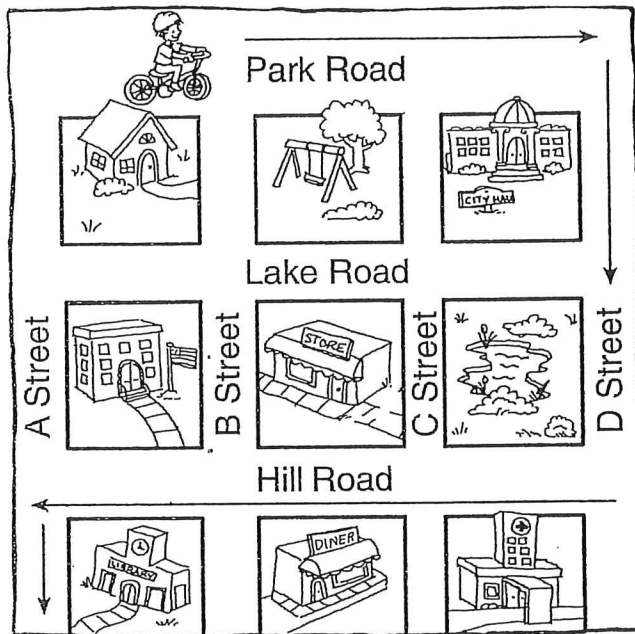 Park Road
CITY HALL
Lake Road
A Street
B Street
STORE
C Street
D Street
Hill Road
LIBRARY
DINER